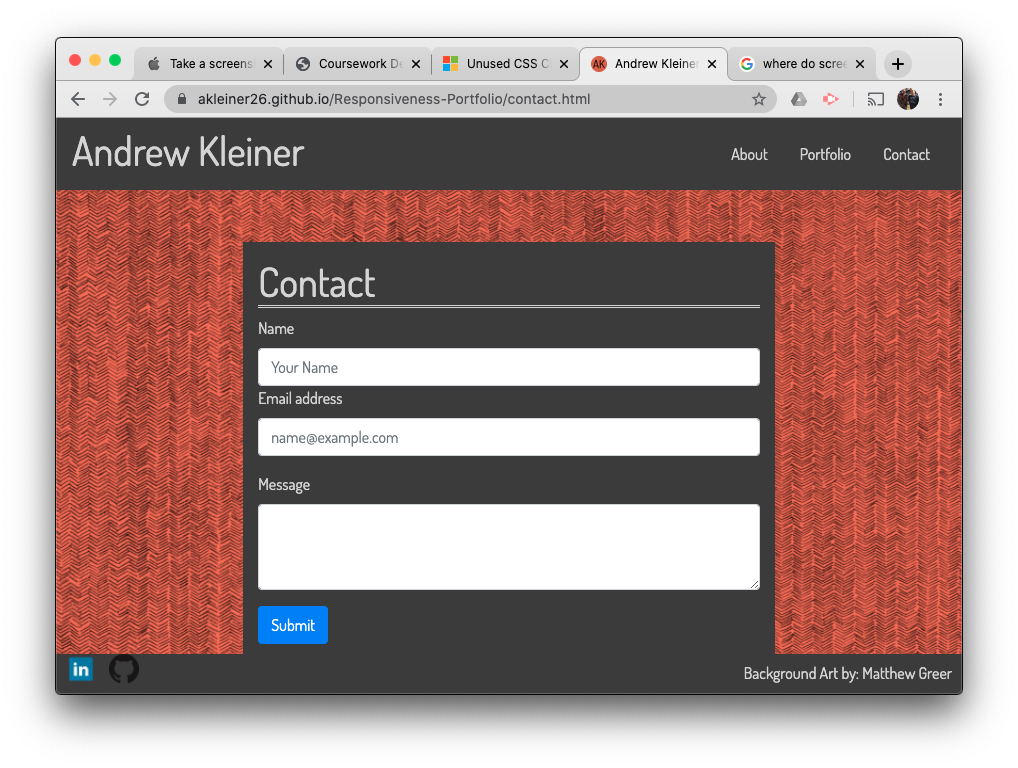 Take a screens
Coursework De
Unused CSS C
AK
Andrew Kleiner
where do scree
akleiner26.github.io/Responsiveness-Portfolio/contact.html
Andrew Kleiner
About
Portfolio
Contact
Contact
Name
Your Name
Email address
name@example.com
Message
Submit
in
Background Art by: Matthew Greer